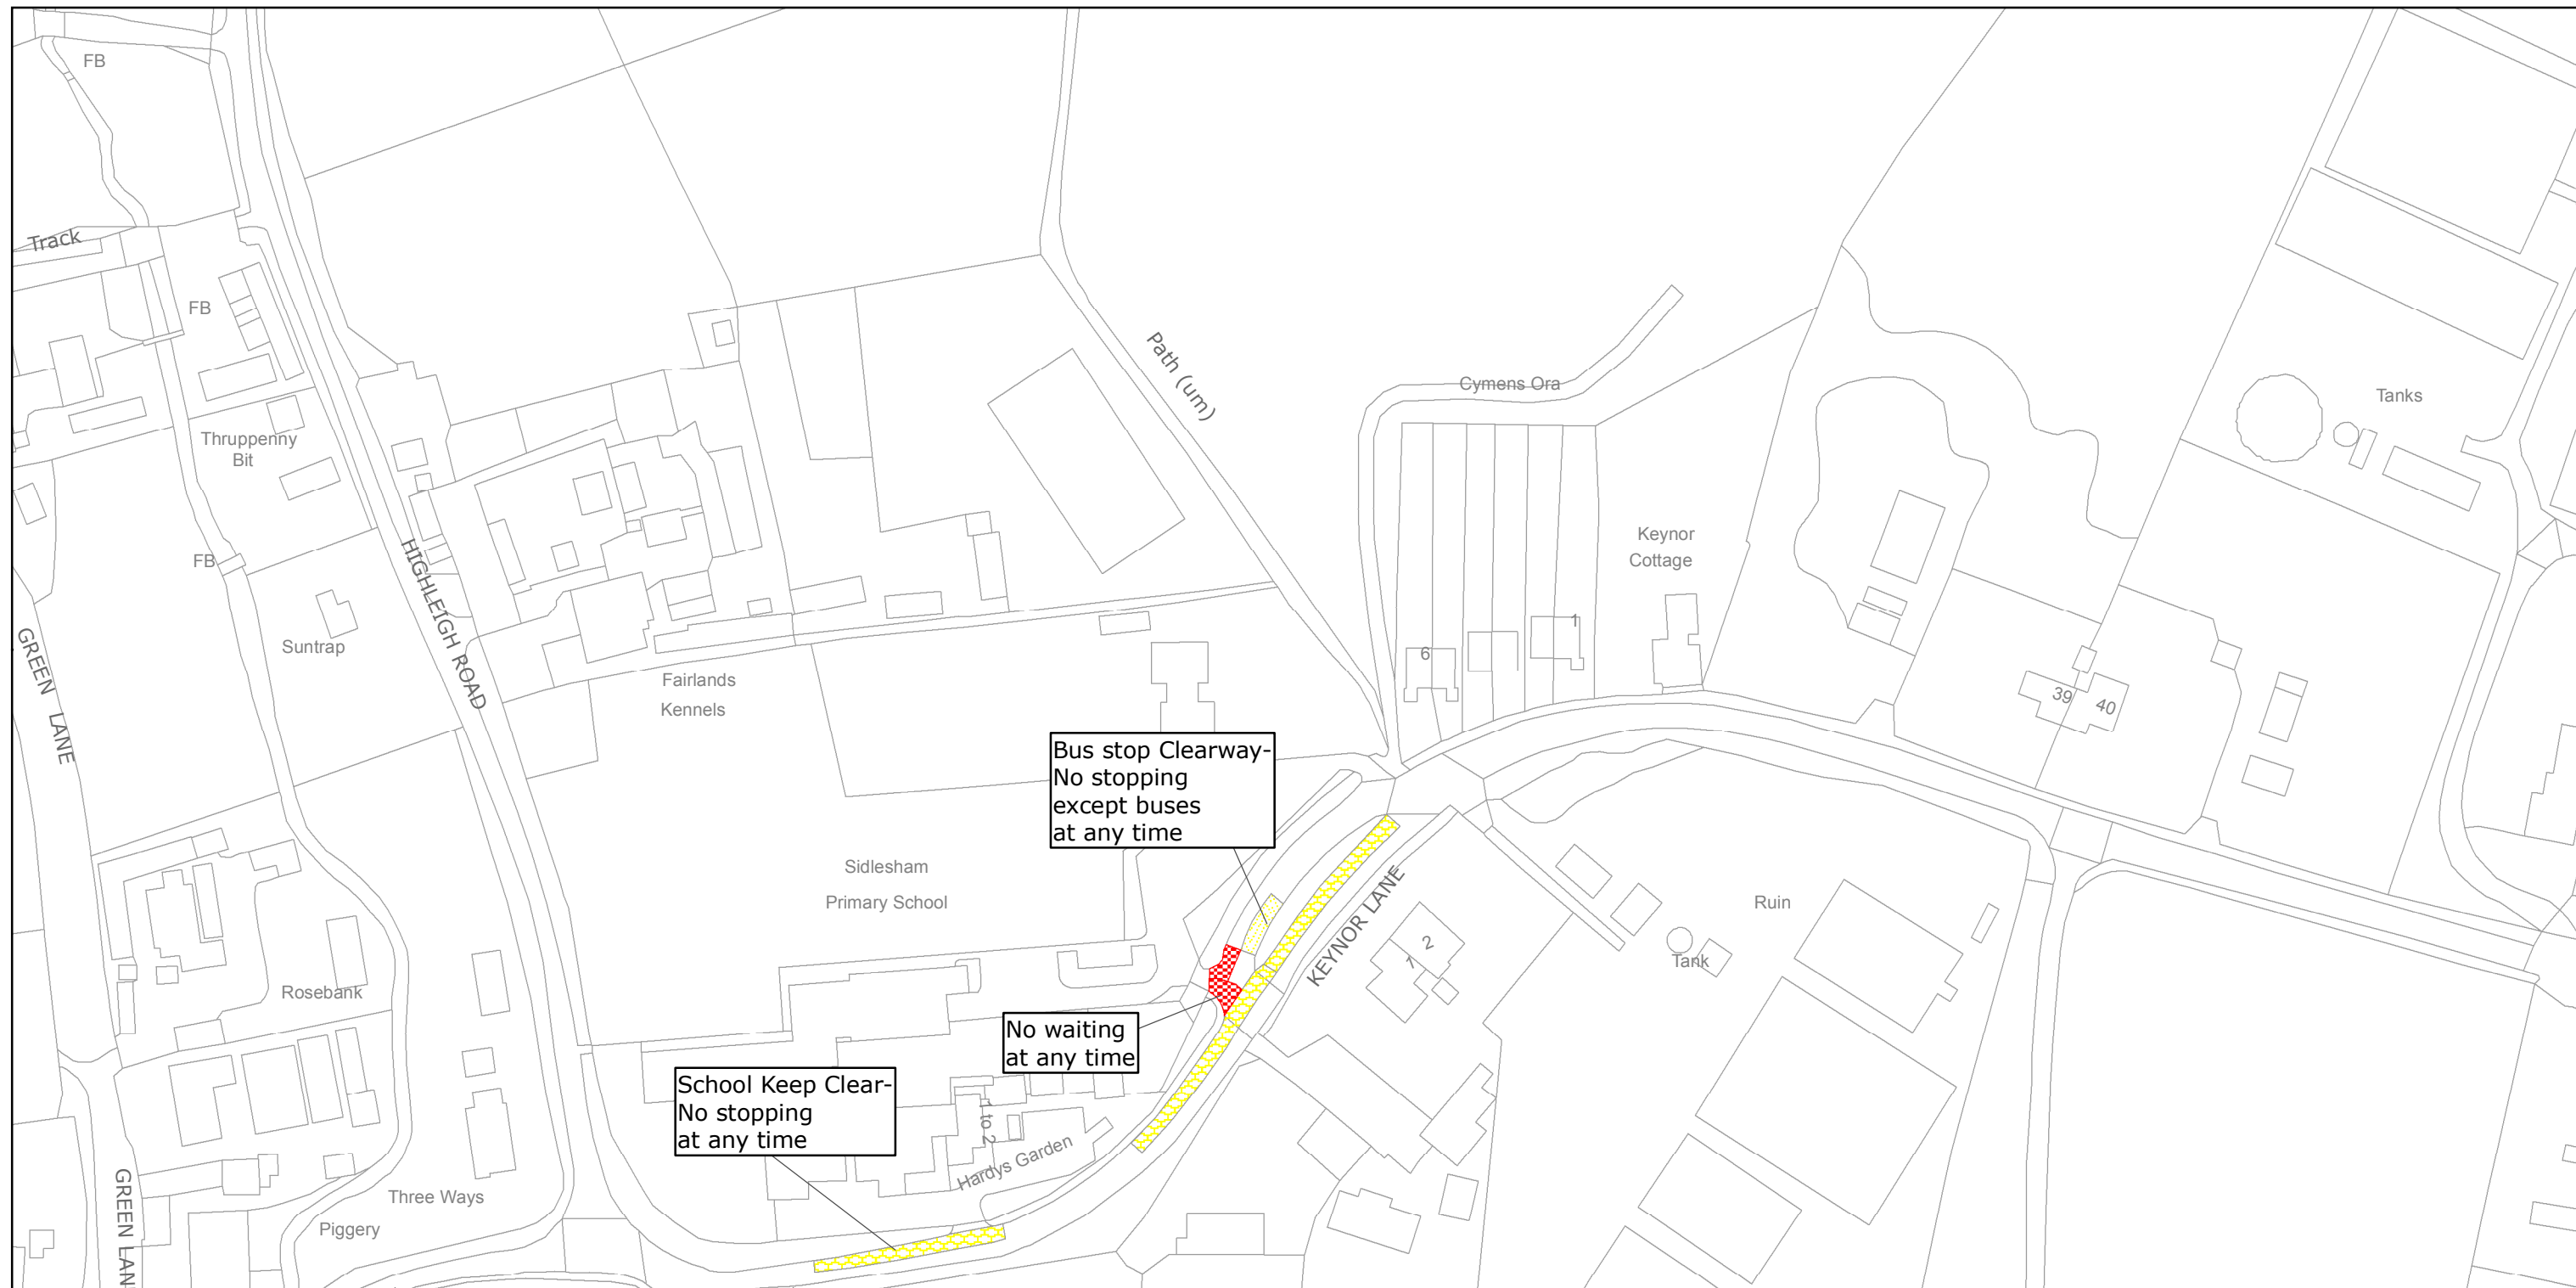 FB
Track
FB
Path (um)
Cymens Ora
Tanks
Thruppenny
Bit
HIGHLEIGH ROAD
Keynor
Cottage
FB
GREEN LANE
Suntrap
1
6
Fairlands
Kennels
39
40
Bus stop Clearway-
No stopping
except buses
at any time
Sidlesham
Primary School
KEYNOR LANE
Ruin
2
1
Tank
Rosebank
No waiting
at any time
School Keep Clear-
No stopping
at any time
1 to 2
Hardys Garden
Three Ways
Piggery
GREEN LAN